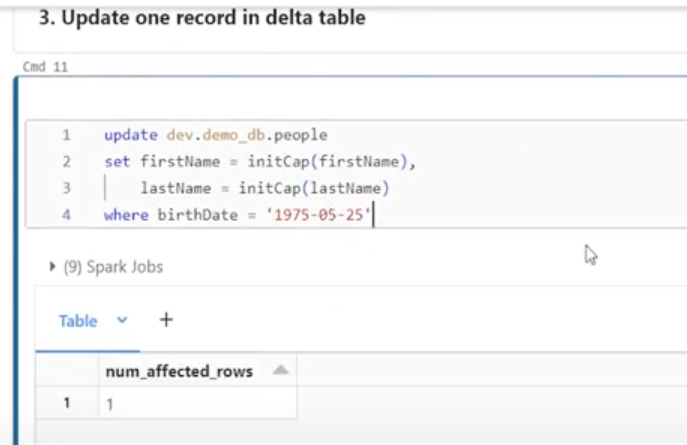 3. Update one record in delta table
Cmd 11
1 update dev.demo_db.people
2 set firstName = initCap(firstName),
3 lastName = initCap(lastName)
4 where birthDate = '1975-05-25'
(9) Spark Jobs
Table +
num_affected_rows
1 1